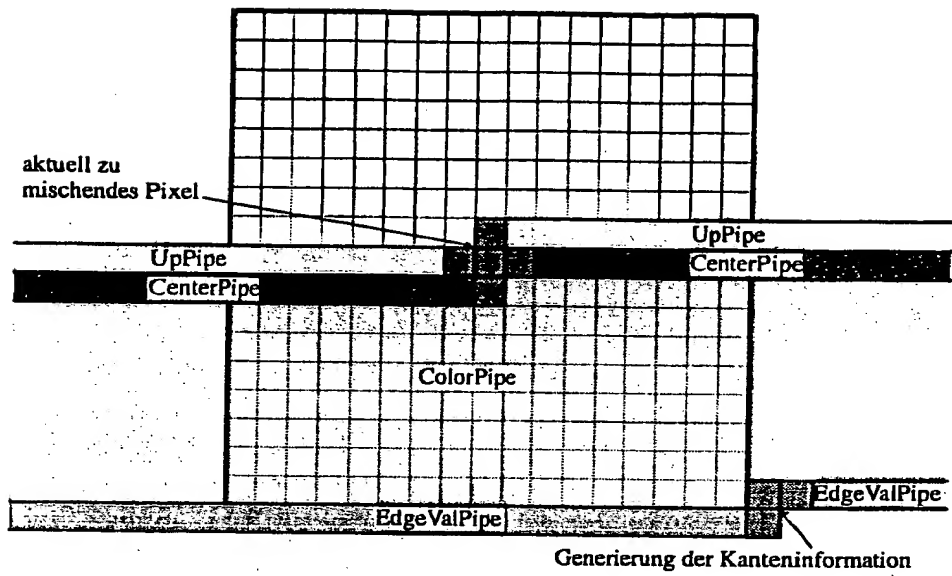 aktuell zu
mischendes Pixel
UpPipe
UpPipe
CenterPipe
CenterPipe
ColorPipe
EdgeValPipe
EdgeValPipe
Generierung der Kanteninformation